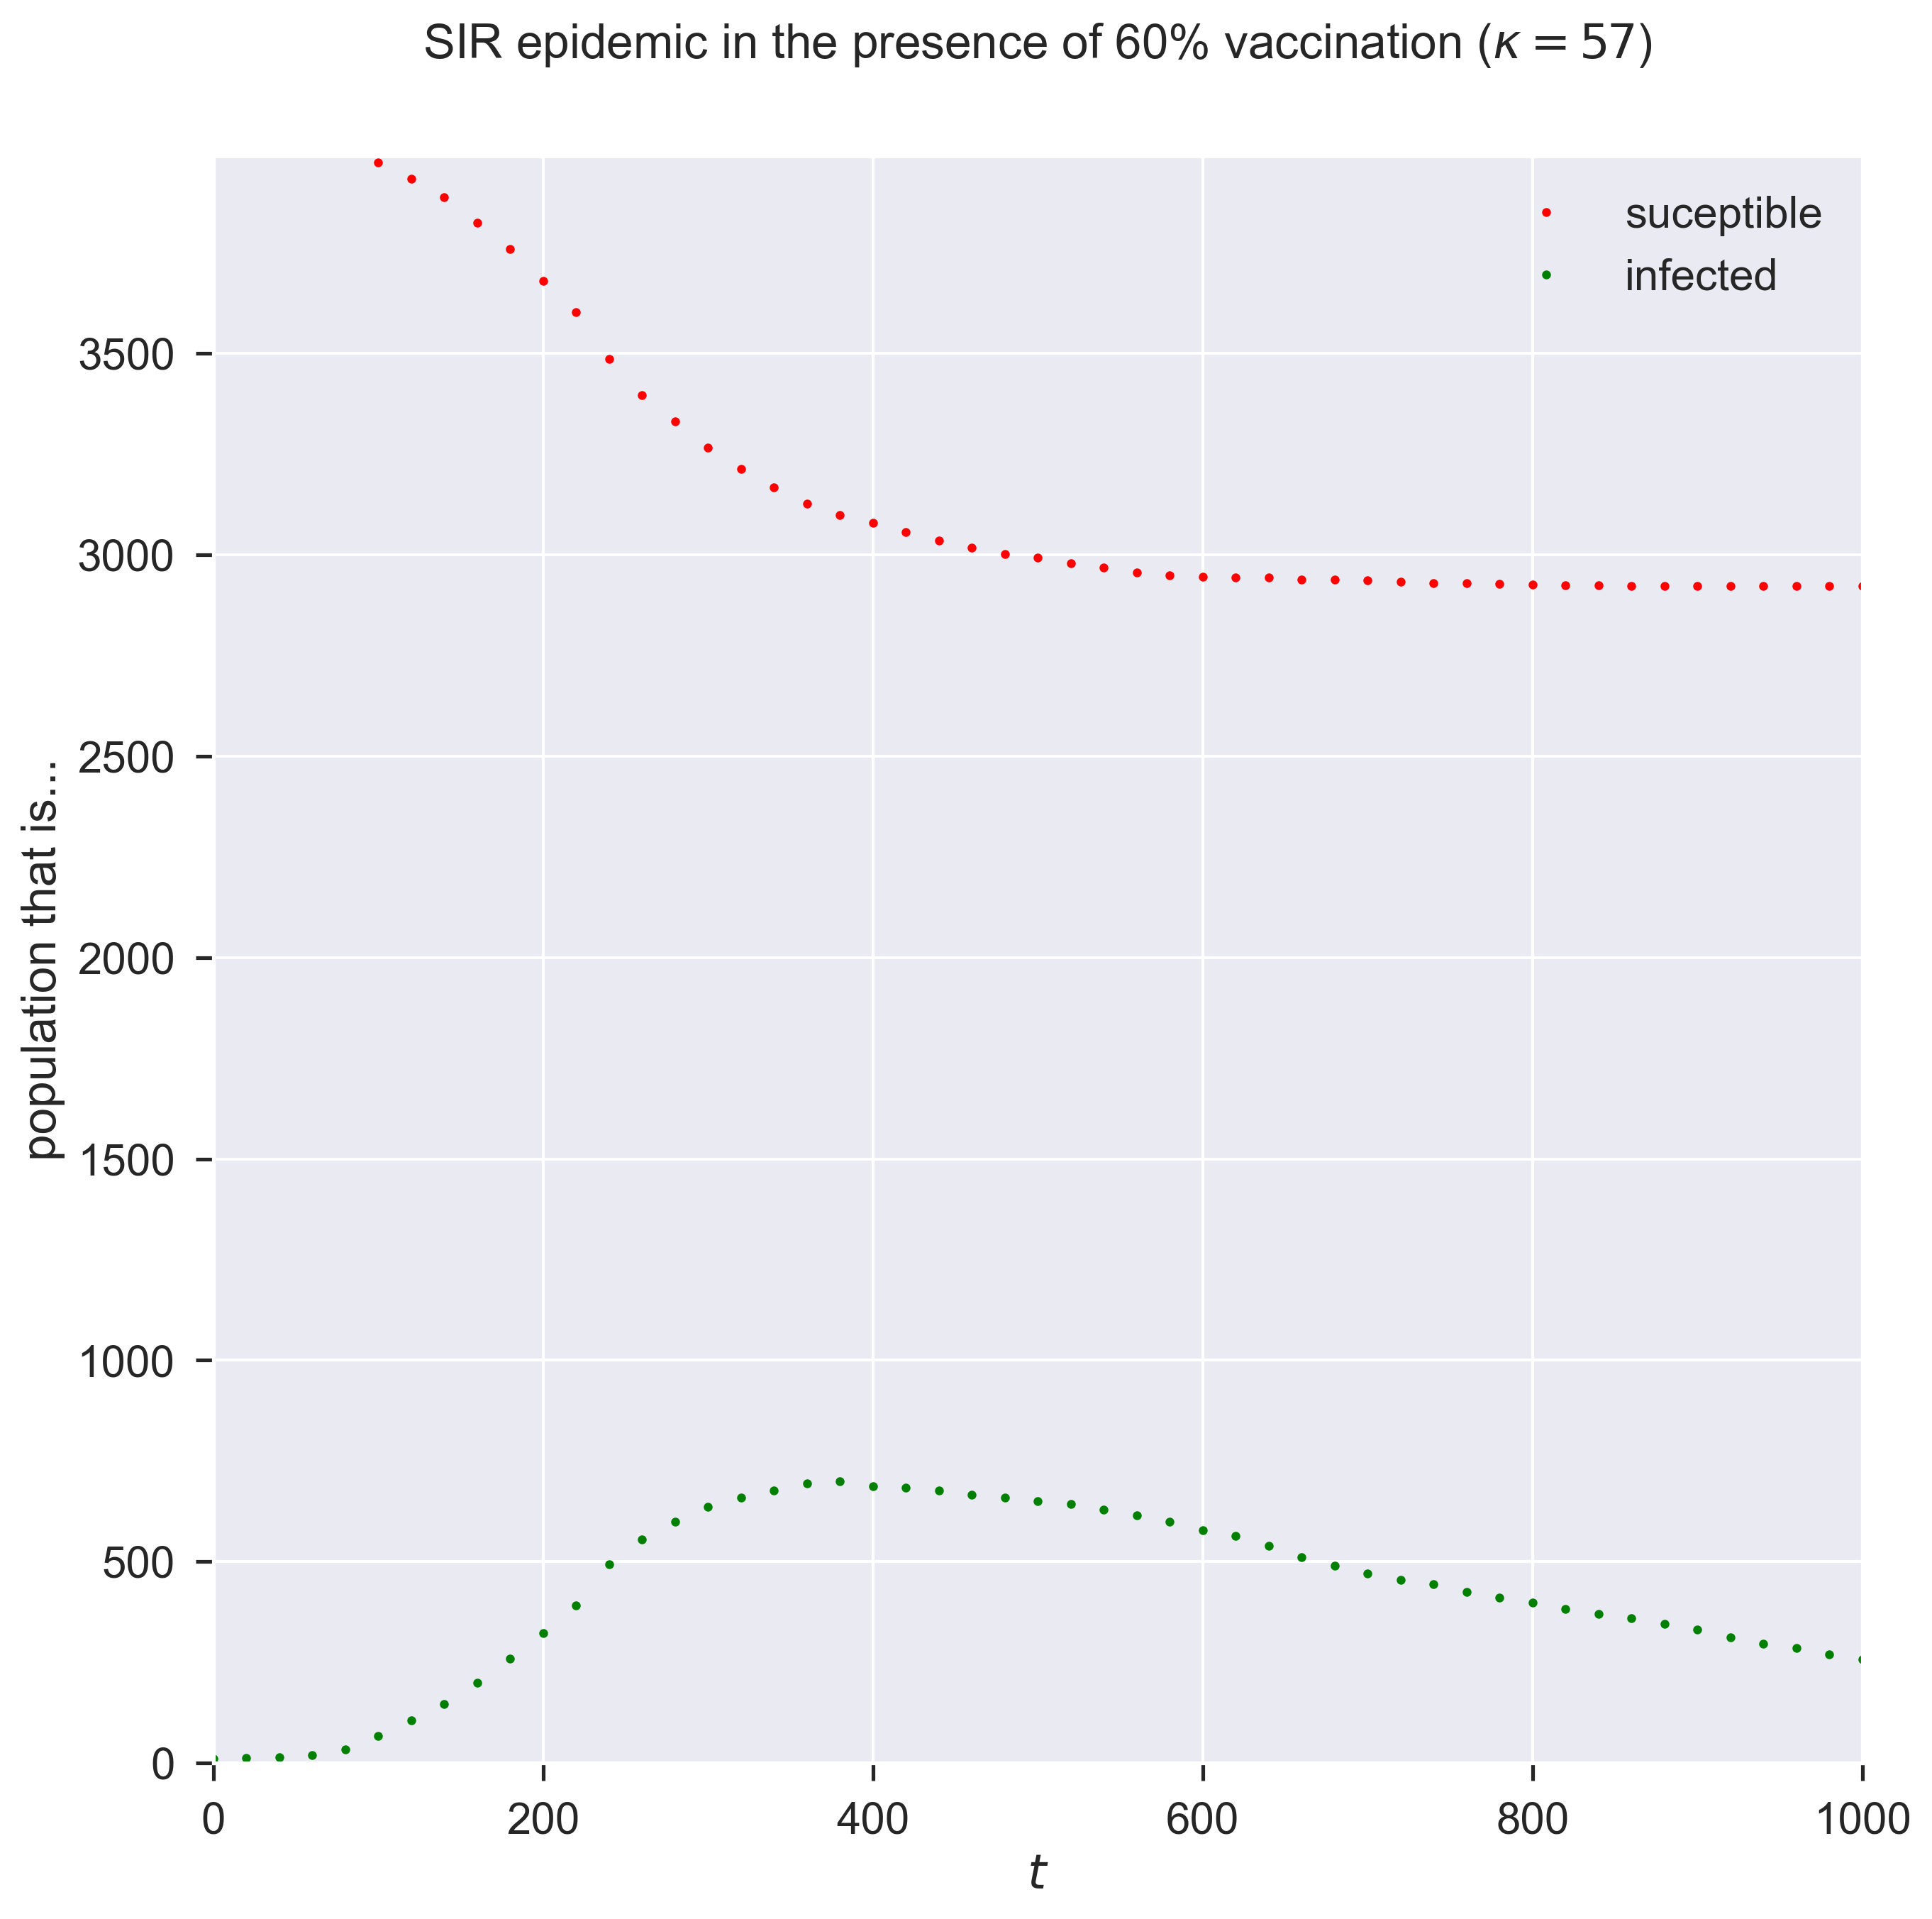 SIR epidemic in the presence of 60% vaccination (κ = 57)
suceptible
infected
population that is...
3500
3000
2500
2000
1500
1000
500
0
0 200 400 600 800 1000
t